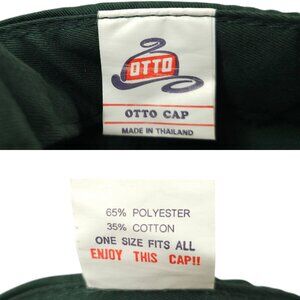 OTTO
OTTO CAP
MADE IN THAILAND
65% POLYESTER
35% COTTON
ONE SIZE FITS ALL
ENJOY THIS CAP!!